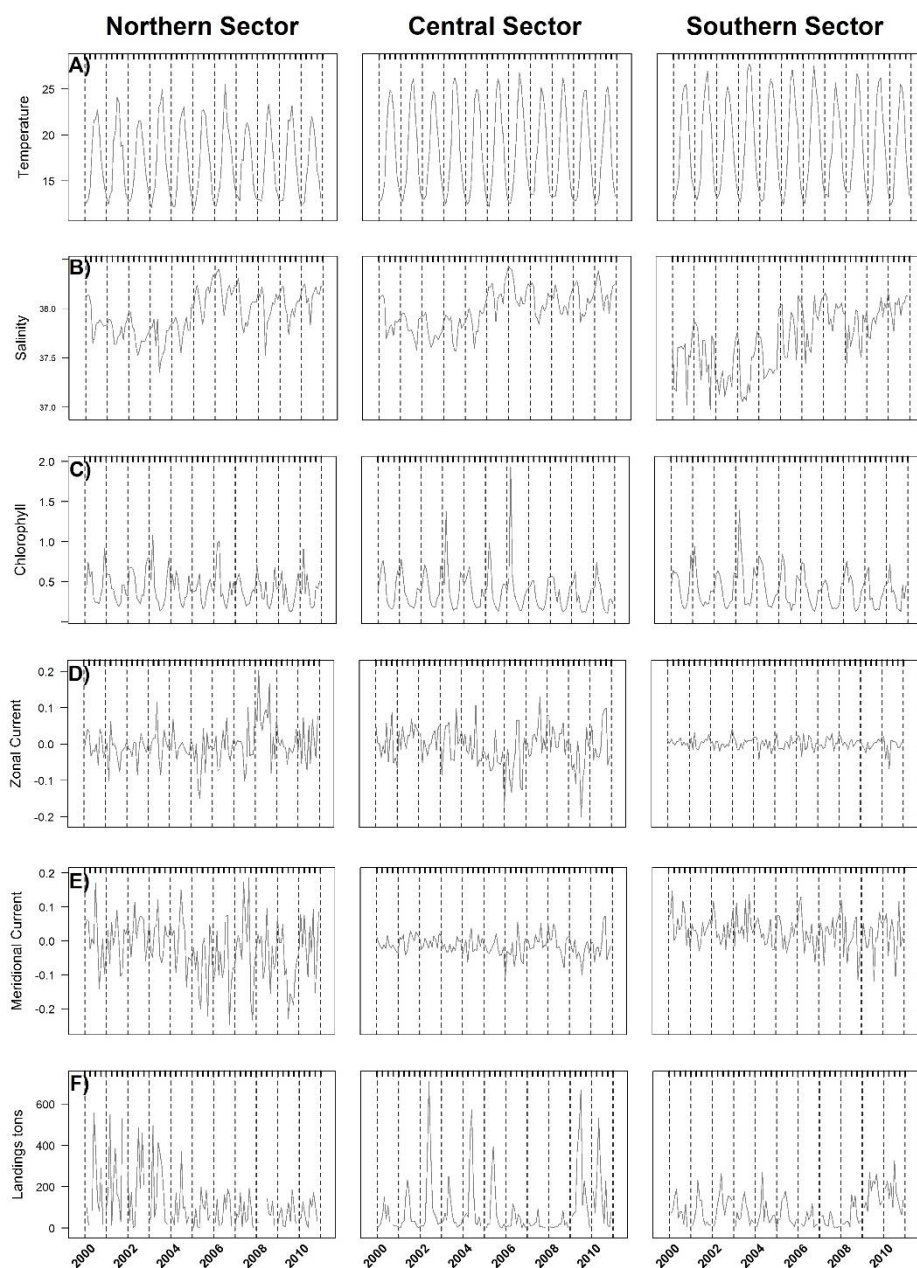 Northern Sector Central Sector Southern Sector
A)
Temperature
25
20
15
B)
Salinity
38.0
37.5
37.0
C)
Chlorophyll
2.0
1.5
1.0
0.5
D)
Zonal Current
0.2
0.1
0.0
-0.1
-0.2
E)
Meridional Current
0.2
0.1
0.0
-0.1
-0.2
F)
Landings tons
600
400
200
0
2000 2002 2004 2006 2008 2010 2000 2002 2004 2006 2008 2010 2000 2002 2004 2006 2008 2010